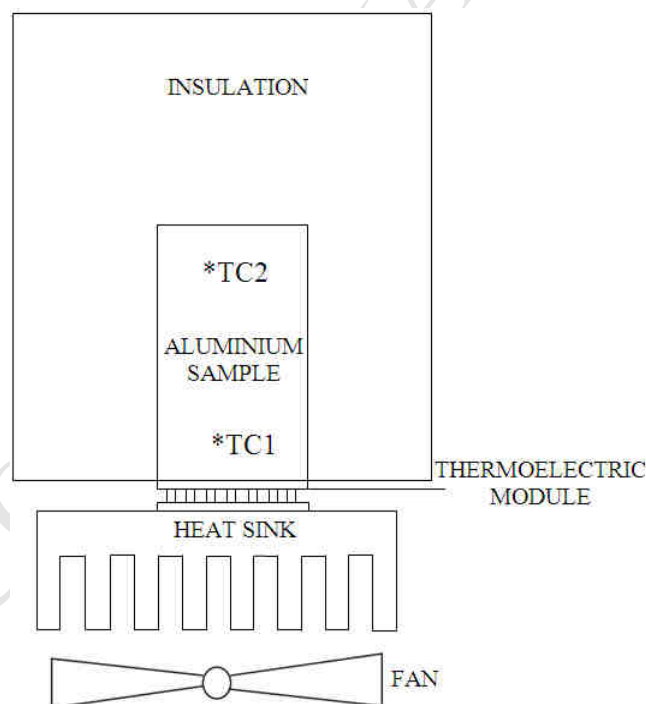 INSULATION
*TC2
ALUMINIUM
SAMPLE
*TC1
THERMOELECTRIC
MODULE
HEAT SINK
FAN